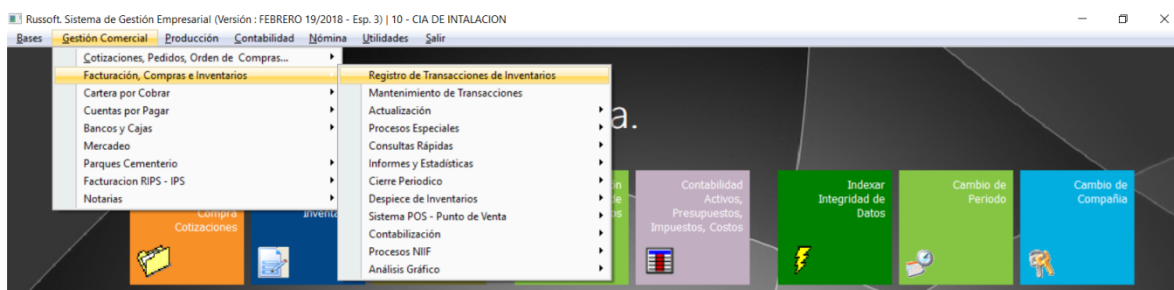 Russoft. Sistema de Gestión Empresarial (Versión : FEBRERO 19/2018 - Esp. 3) | 10 - CIA DE INTALACION
Bases Gestión Comercial Producción Contabilidad Nómina Utilidades Salir
Cotizaciones, Pedidos, Orden de Compras...
Facturación, Compras e Inventarios
Cartera por Cobrar
Cuentas por Pagar
Bancos y Cajas
Mercadeo
Parques Cementerio
Facturacion RIPS - IPS
Notarias
Registro de Transacciones de Inventarios
Mantenimiento de Transacciones
Actualización
Procesos Especiales
Consultas Rápidas
Informes y Estadísticas
Cierre Periodico
Despiece de Inventarios
Sistema POS - Punto de Venta
Contabilización
Procesos NIIF
Análisis Gráfico
a.
Compra
Cotizaciones
Contabilidad
Activos,
Presupuestos,
Impuestos, Costos
Indexar
Integridad de
Datos
Cambio de
Periodo
Cambio de
Compañia